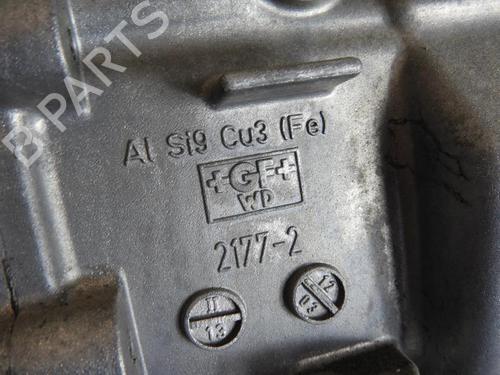 Al Si9 Cu3 (Fe)
+GF+
WD
2177-2
11
13
12
03
B-Parts